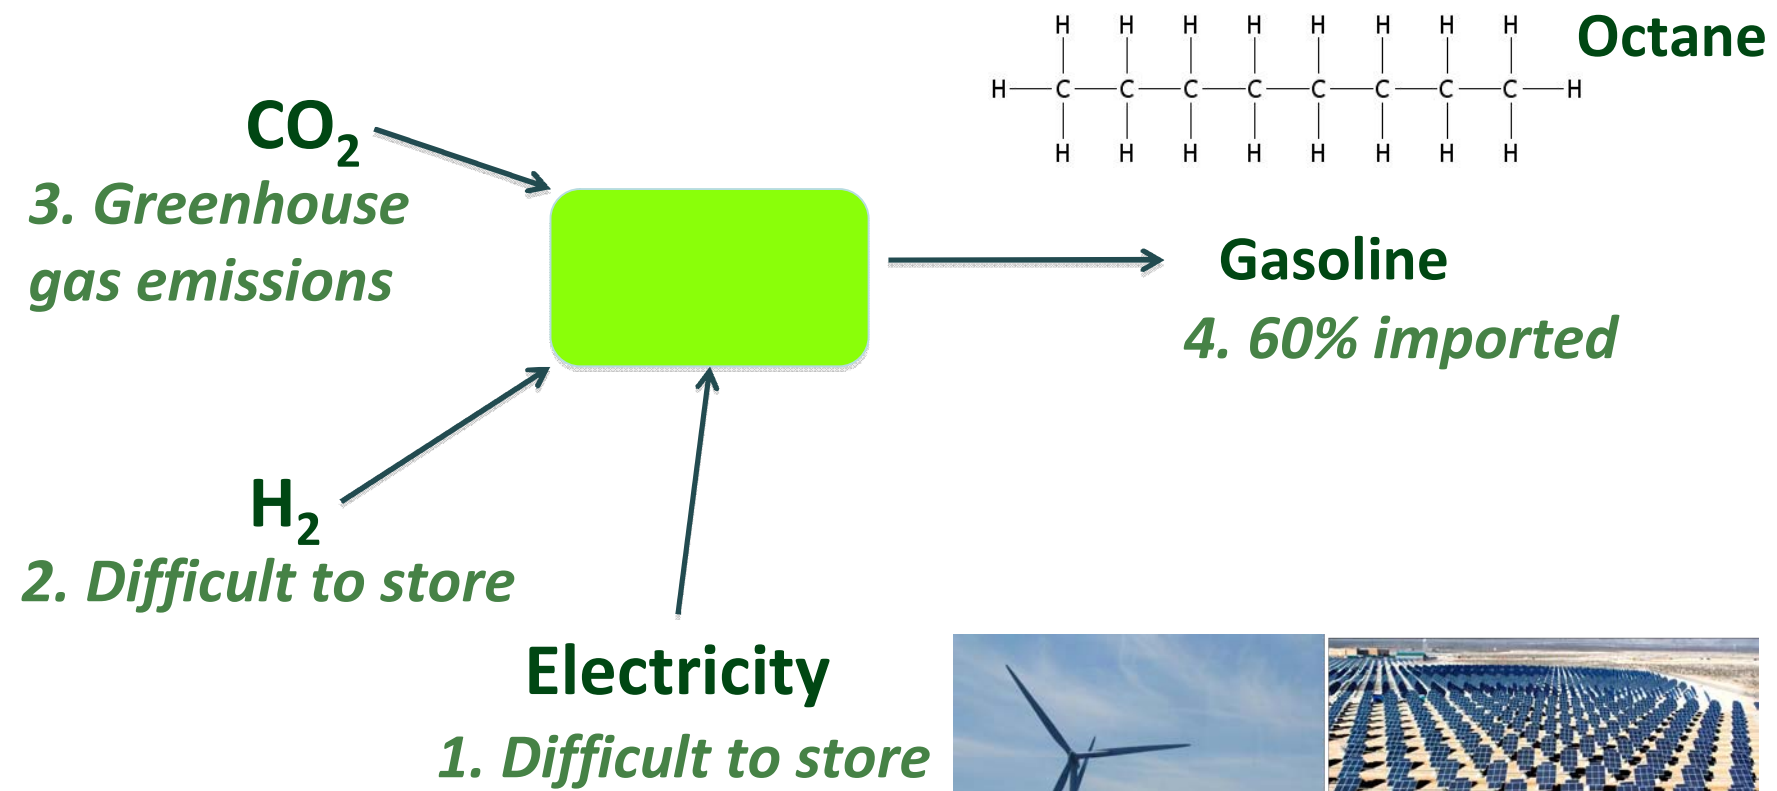 H H H H H H H H
Octane
H C C C C C C C C H
H H H H H H H H
CO₂
3. Greenhouse
gas emissions
Gasoline
4. 60% imported
H₂
2. Difficult to store
Electricity
1. Difficult to store